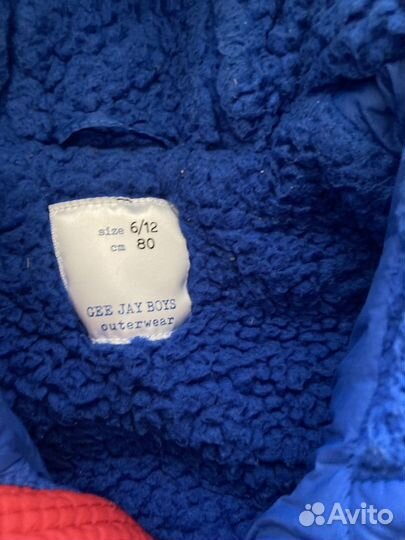 size 6/12
cm 80
GEE JAY BOYS
outerwear
Avito